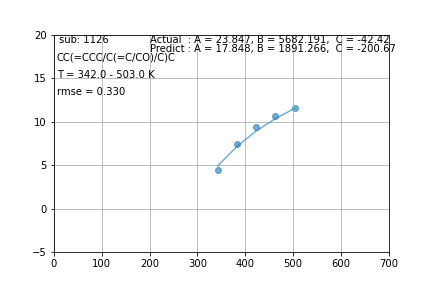 sub: 1126
Actual : A = 23.847, B = 5682.191, C = -42.42
Predict : A = 17.848, B = 1891.266, C = -200.67
CC(=CCC/C(=C/CO)/C)C
T = 342.0 - 503.0 K
rmse = 0.330
20
15
10
5
0
−5
0 100 200 300 400 500 600 700